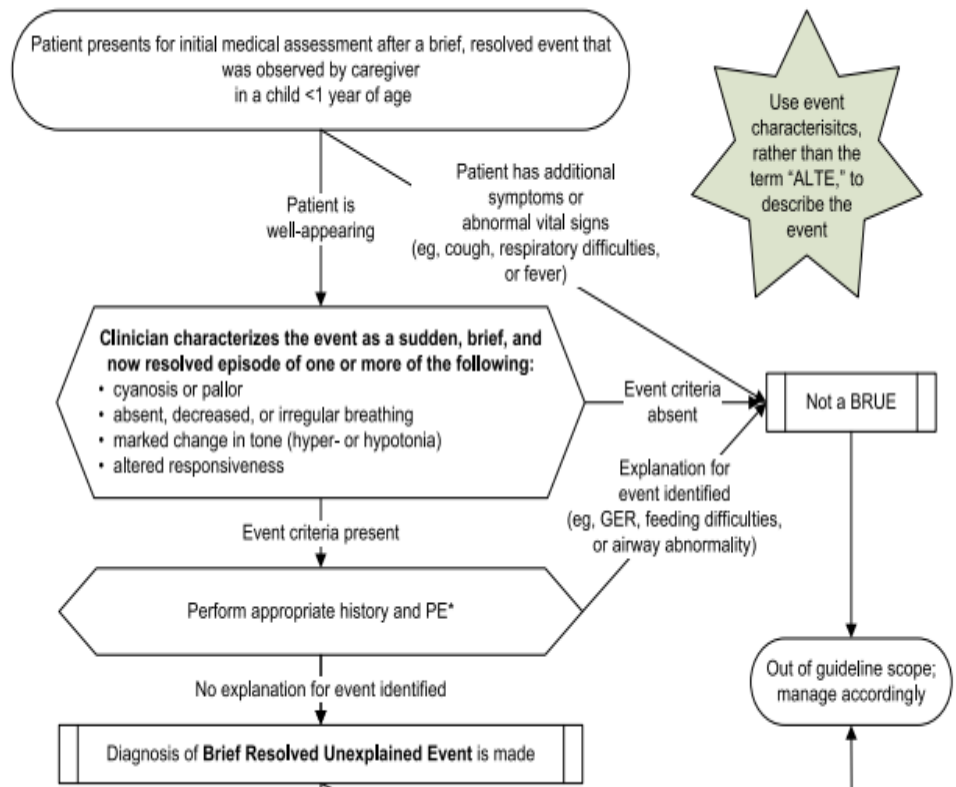 Patient presents for initial medical assessment after a brief, resolved event that
was observed by caregiver
in a child <1 year of age
Use event
characterisitcs,
rather than the
term “ALTE,” to
describe the
event
Patient is
well-appearing
Patient has additional
symptoms or
abnormal vital signs
(eg, cough, respiratory difficulties,
or fever)
Clinician characterizes the event as a sudden, brief, and
now resolved episode of one or more of the following:
• cyanosis or pallor
• absent, decreased, or irregular breathing
• marked change in tone (hyper- or hypotonia)
• altered responsiveness
Event criteria
absent
Not a BRUE
Event criteria present
Explanation for
event identified
(eg, GER, feeding difficulties,
or airway abnormality)
Perform appropriate history and PE*
Out of guideline scope;
manage accordingly
No explanation for event identified
Diagnosis of Brief Resolved Unexplained Event is made